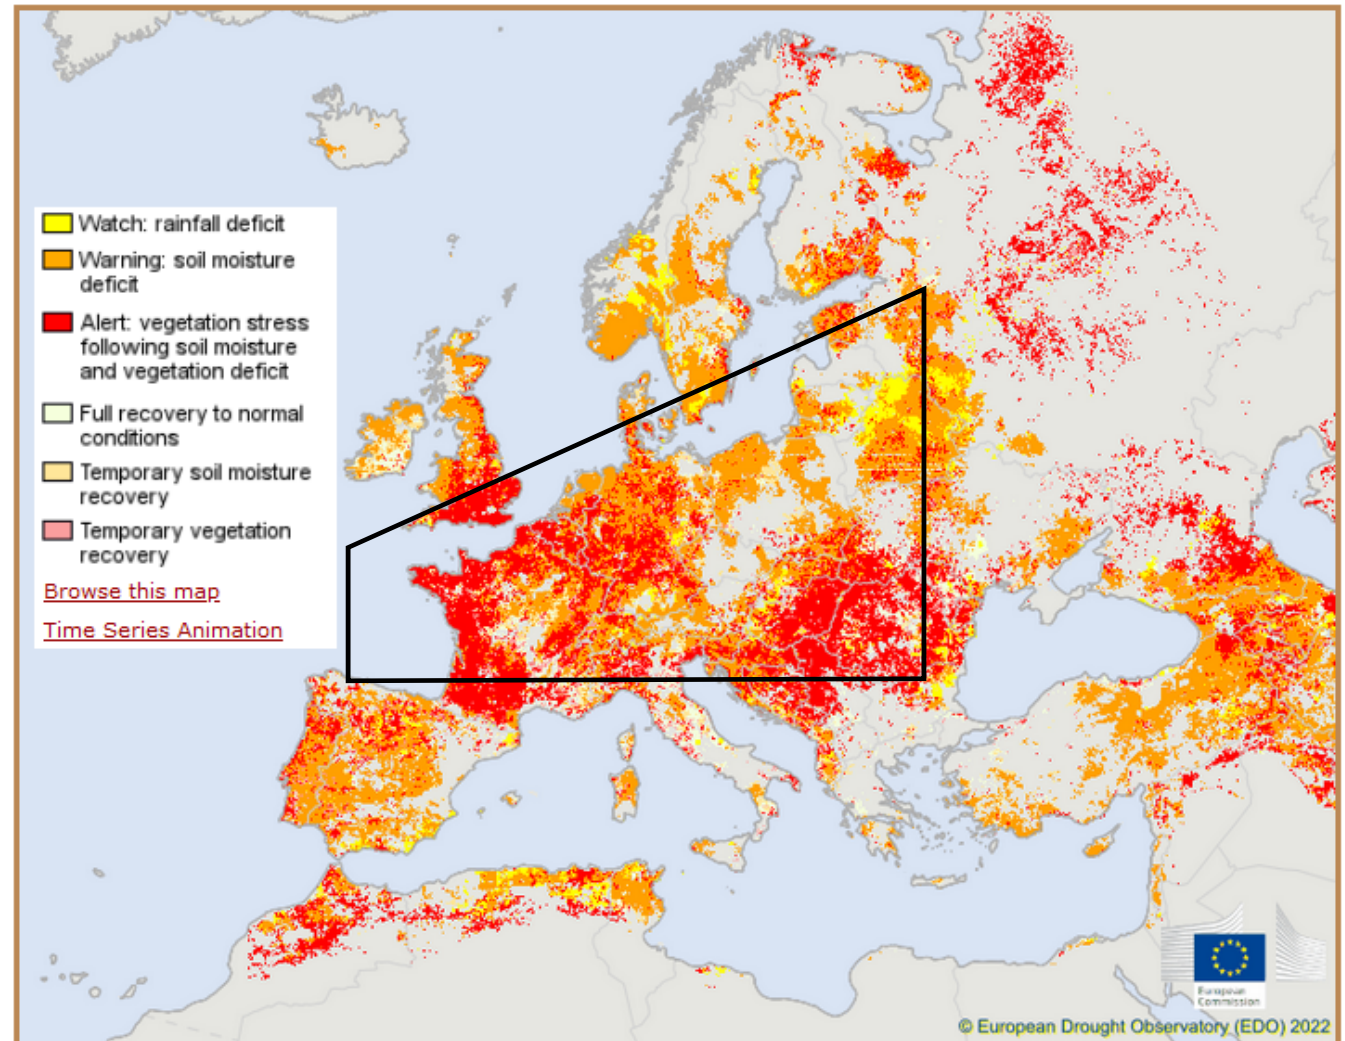 Watch: rainfall deficit
Warning: soil moisture
deficit
Alert: vegetation stress
following soil moisture
and vegetation deficit
Full recovery to normal
conditions
Temporary soil moisture
recovery
Temporary vegetation
recovery
Browse this map
Time Series Animation
European
Commission
© European Drought Observatory (EDO) 2022